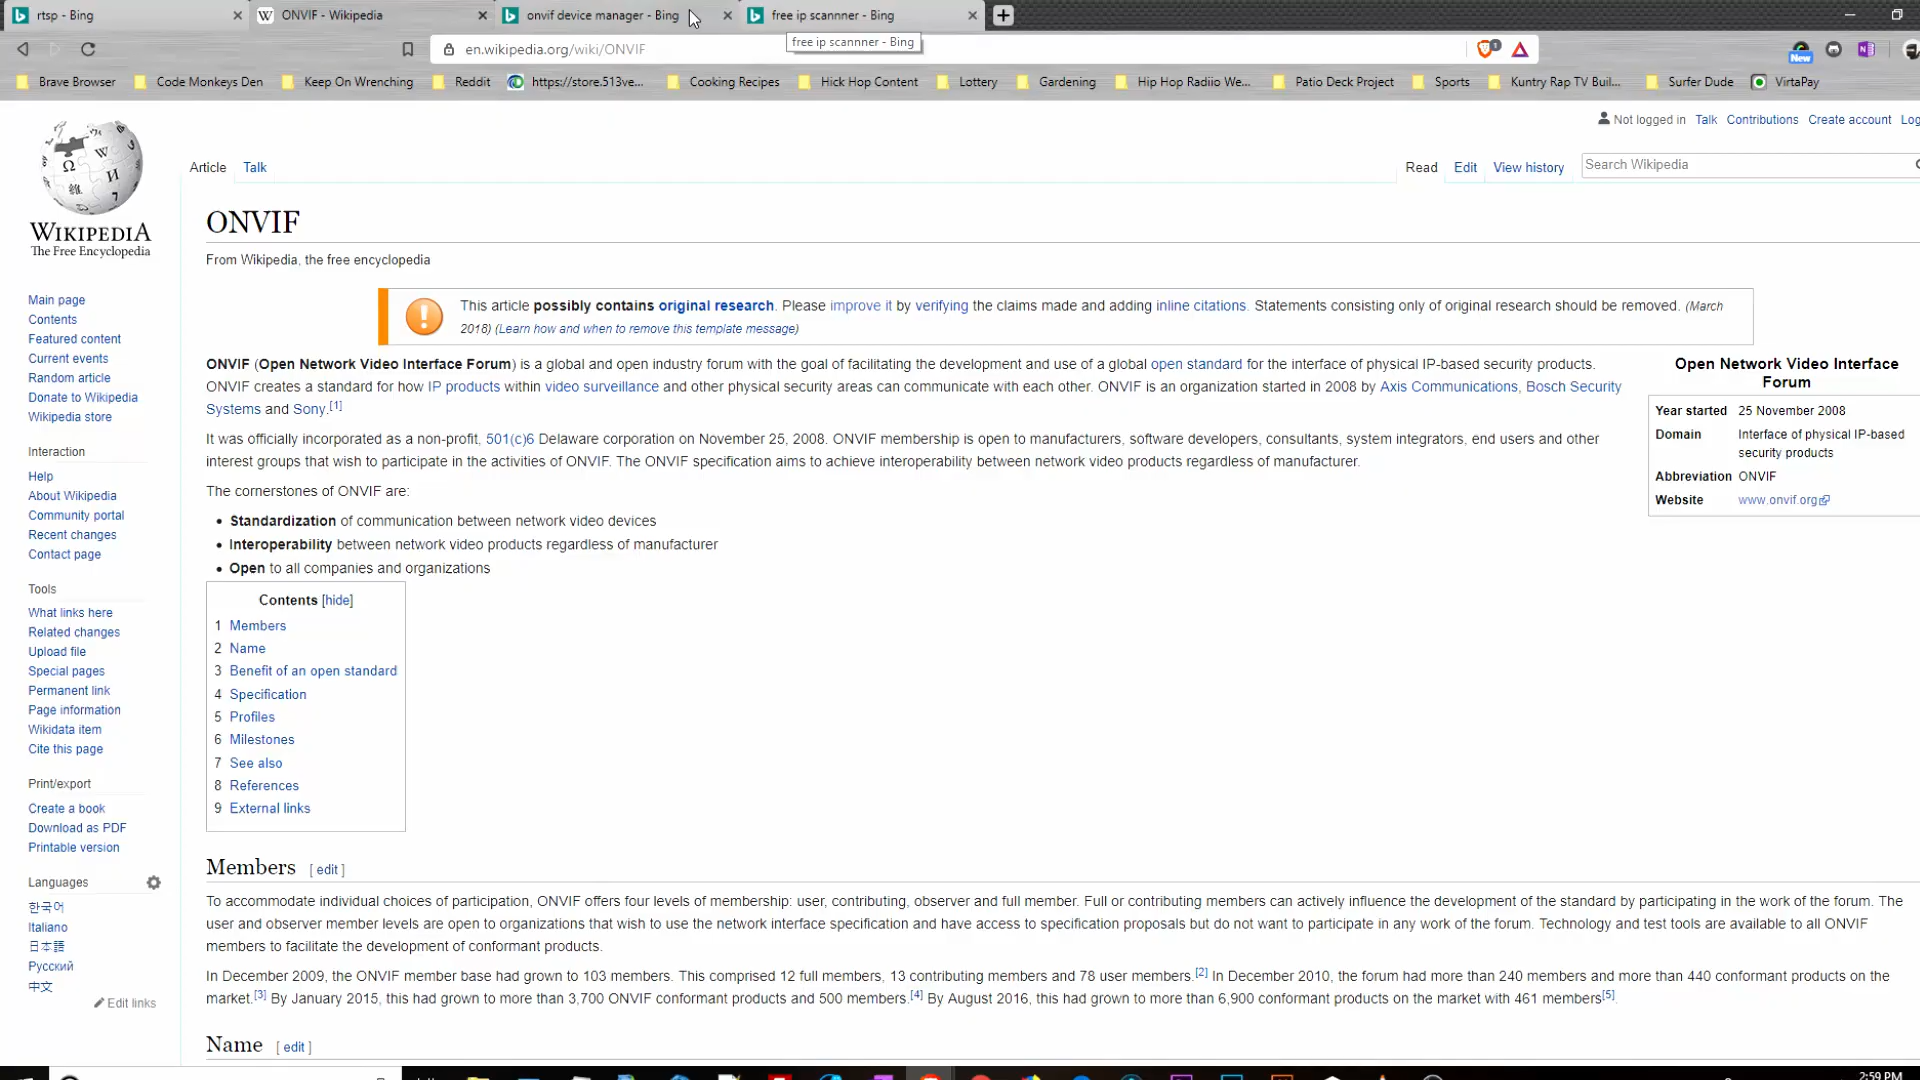 rtsp - Bing
ONVIF - Wikipedia
onvif device manager - Bing
free ip scannner - Bing
free ip scannner - Bing
en.wikipedia.org/wiki/ONVIF
1
New
Brave Browser
Code Monkeys Den
Keep On Wrenching
Reddit
https://store.513ve...
Cooking Recipes
Hick Hop Content
Lottery
Gardening
Hip Hop Radiio We...
Patio Deck Project
Sports
Kuntry Rap TV Buil...
Surfer Dude
VirtaPay
Not logged in Talk Contributions Create account Log
Article Talk
Read Edit View history
Search Wikipedia
WIKIPEDIA
The Free Encyclopedia
Main page
Contents
Featured content
Current events
Random article
Donate to Wikipedia
Wikipedia store
Interaction
Help
About Wikipedia
Community portal
Recent changes
Contact page
Tools
What links here
Related changes
Upload file
Special pages
Permanent link
Page information
Wikidata item
Cite this page
Print/export
Create a book
Download as PDF
Printable version
Languages
한국어
Italiano
日本語
Русский
中文
Edit links
ONVIF
From Wikipedia, the free encyclopedia
This article possibly contains original research. Please improve it by verifying the claims made and adding inline citations. Statements consisting only of original research should be removed. (March
2018) (Learn how and when to remove this template message)
ONVIF (Open Network Video Interface Forum) is a global and open industry forum with the goal of facilitating the development and use of a global open standard for the interface of physical IP-based security products.
ONVIF creates a standard for how IP products within video surveillance and other physical security areas can communicate with each other. ONVIF is an organization started in 2008 by Axis Communications, Bosch Security
Systems and Sony.[1]
It was officially incorporated as a non-profit, 501(c)6 Delaware corporation on November 25, 2008. ONVIF membership is open to manufacturers, software developers, consultants, system integrators, end users and other
interest groups that wish to participate in the activities of ONVIF. The ONVIF specification aims to achieve interoperability between network video products regardless of manufacturer.
The cornerstones of ONVIF are:
• Standardization of communication between network video devices
• Interoperability between network video products regardless of manufacturer
• Open to all companies and organizations
Open Network Video Interface
Forum
Year started 25 November 2008
Domain Interface of physical IP-based
security products
Abbreviation ONVIF
Website www.onvif.org
Contents [hide]
1 Members
2 Name
3 Benefit of an open standard
4 Specification
5 Profiles
6 Milestones
7 See also
8 References
9 External links
Members [ edit ]
To accommodate individual choices of participation, ONVIF offers four levels of membership: user, contributing, observer and full member. Full or contributing members can actively influence the development of the standard by participating in the work of the forum. The
user and observer member levels are open to organizations that wish to use the network interface specification and have access to specification proposals but do not want to participate in any work of the forum. Technology and test tools are available to all ONVIF
members to facilitate the development of conformant products.
In December 2009, the ONVIF member base had grown to 103 members. This comprised 12 full members, 13 contributing members and 78 user members.[2] In December 2010, the forum had more than 240 members and more than 440 conformant products on the
market.[3] By January 2015, this had grown to more than 3,700 ONVIF conformant products and 500 members.[4] By August 2016, this had grown to more than 6,900 conformant products on the market with 461 members[5].
Name [ edit ]
2:59 PM